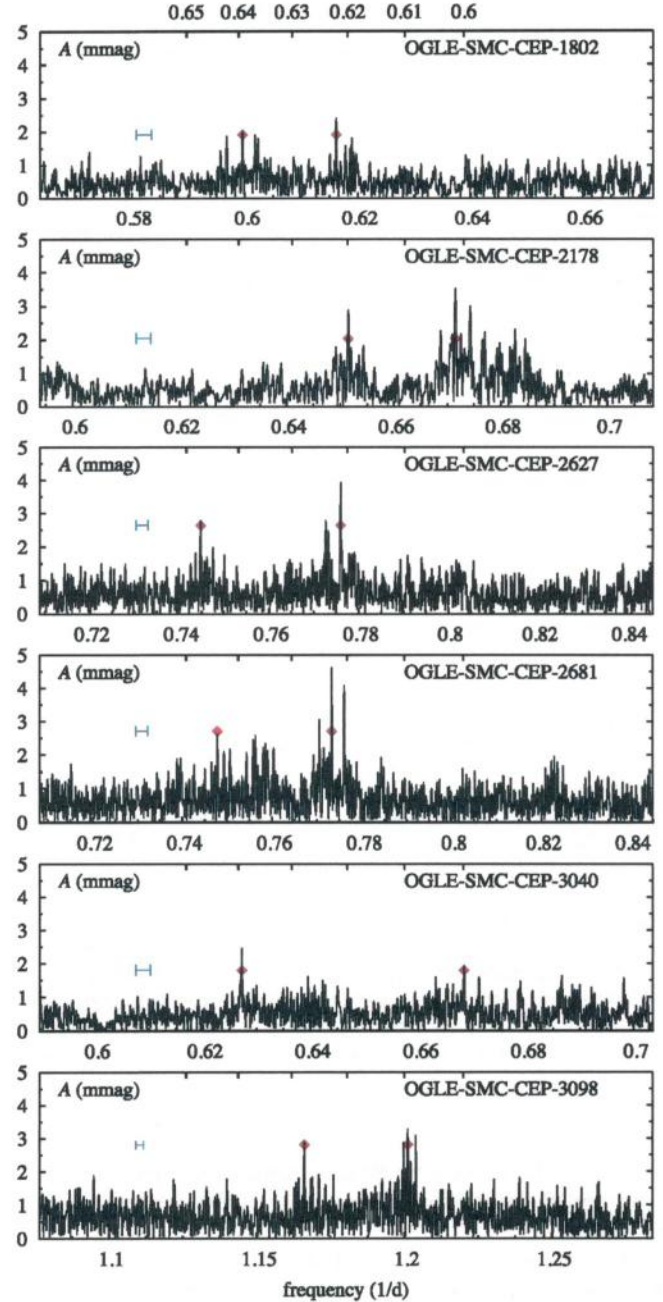 0.65 0.64 0.63 0.62 0.61 0.6
5 A (mmag) OGLE-SMC-CEP-1802
4
3
2
1
0
0.58 0.6 0.62 0.64 0.66
5 A (mmag) OGLE-SMC-CEP-2178
4
3
2
1
0
0.6 0.62 0.64 0.66 0.68 0.7
5 A (mmag) OGLE-SMC-CEP-2627
4
3
2
1
0
0.72 0.74 0.76 0.78 0.8 0.82 0.84
5 A (mmag) OGLE-SMC-CEP-2681
4
3
2
1
0
0.72 0.74 0.76 0.78 0.8 0.82 0.84
5 A (mmag) OGLE-SMC-CEP-3040
4
3
2
1
0
0.6 0.62 0.64 0.66 0.68 0.7
5 A (mmag) OGLE-SMC-CEP-3098
4
3
2
1
0
1.1 1.15 1.2 1.25
frequency (1/d)